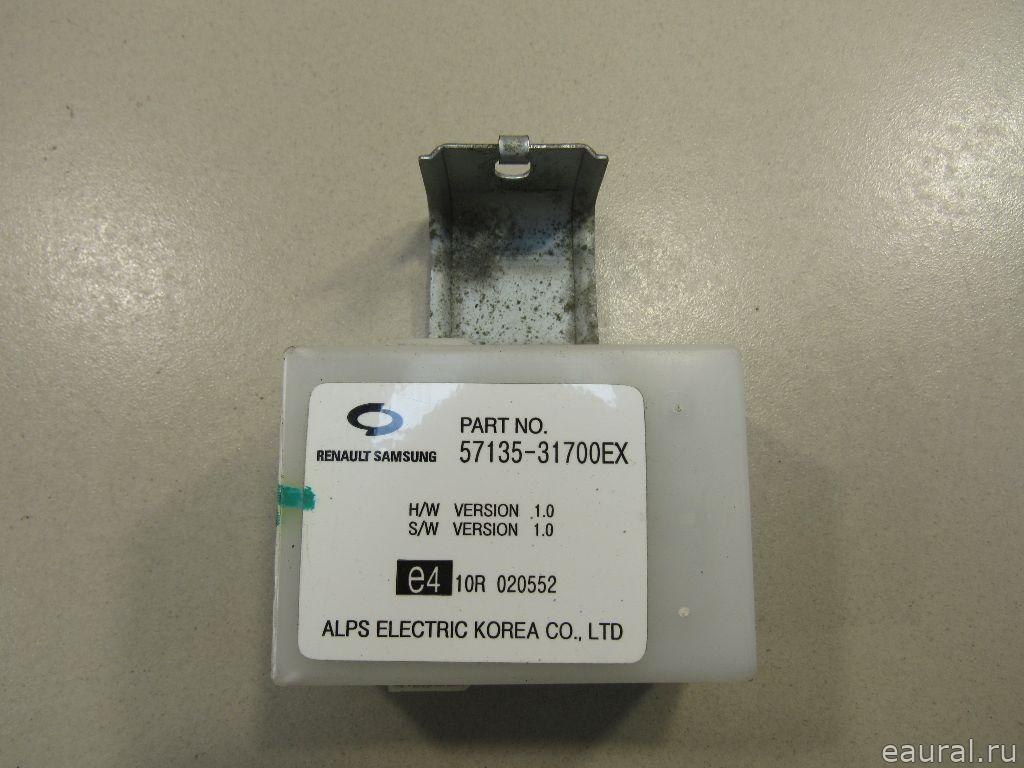 RENAULT SAMSUNG
PART NO.
57135-31700EX
H/W VERSION .1.0
S/W VERSION 1.0
e4 10R 020552
ALPS ELECTRIC KOREA CO., LTD
eaural.ru